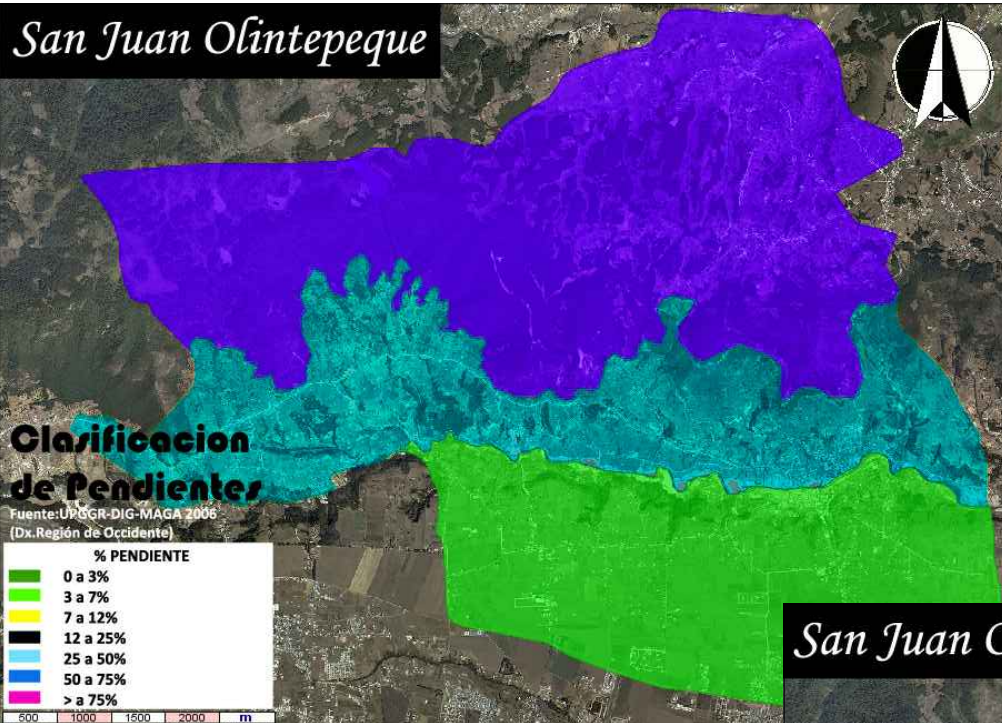 San Juan Olintepeque
Clasificacion
de Pendientes
Fuente:UPGGR-DIG-MAGA 2006
(Dx.Región de Occidente)
% PENDIENTE
0 a 3%
3 a 7%
7 a 12%
12 a 25%
25 a 50%
50 a 75%
> a 75%
500 1000 1500 2000 m
San Juan O